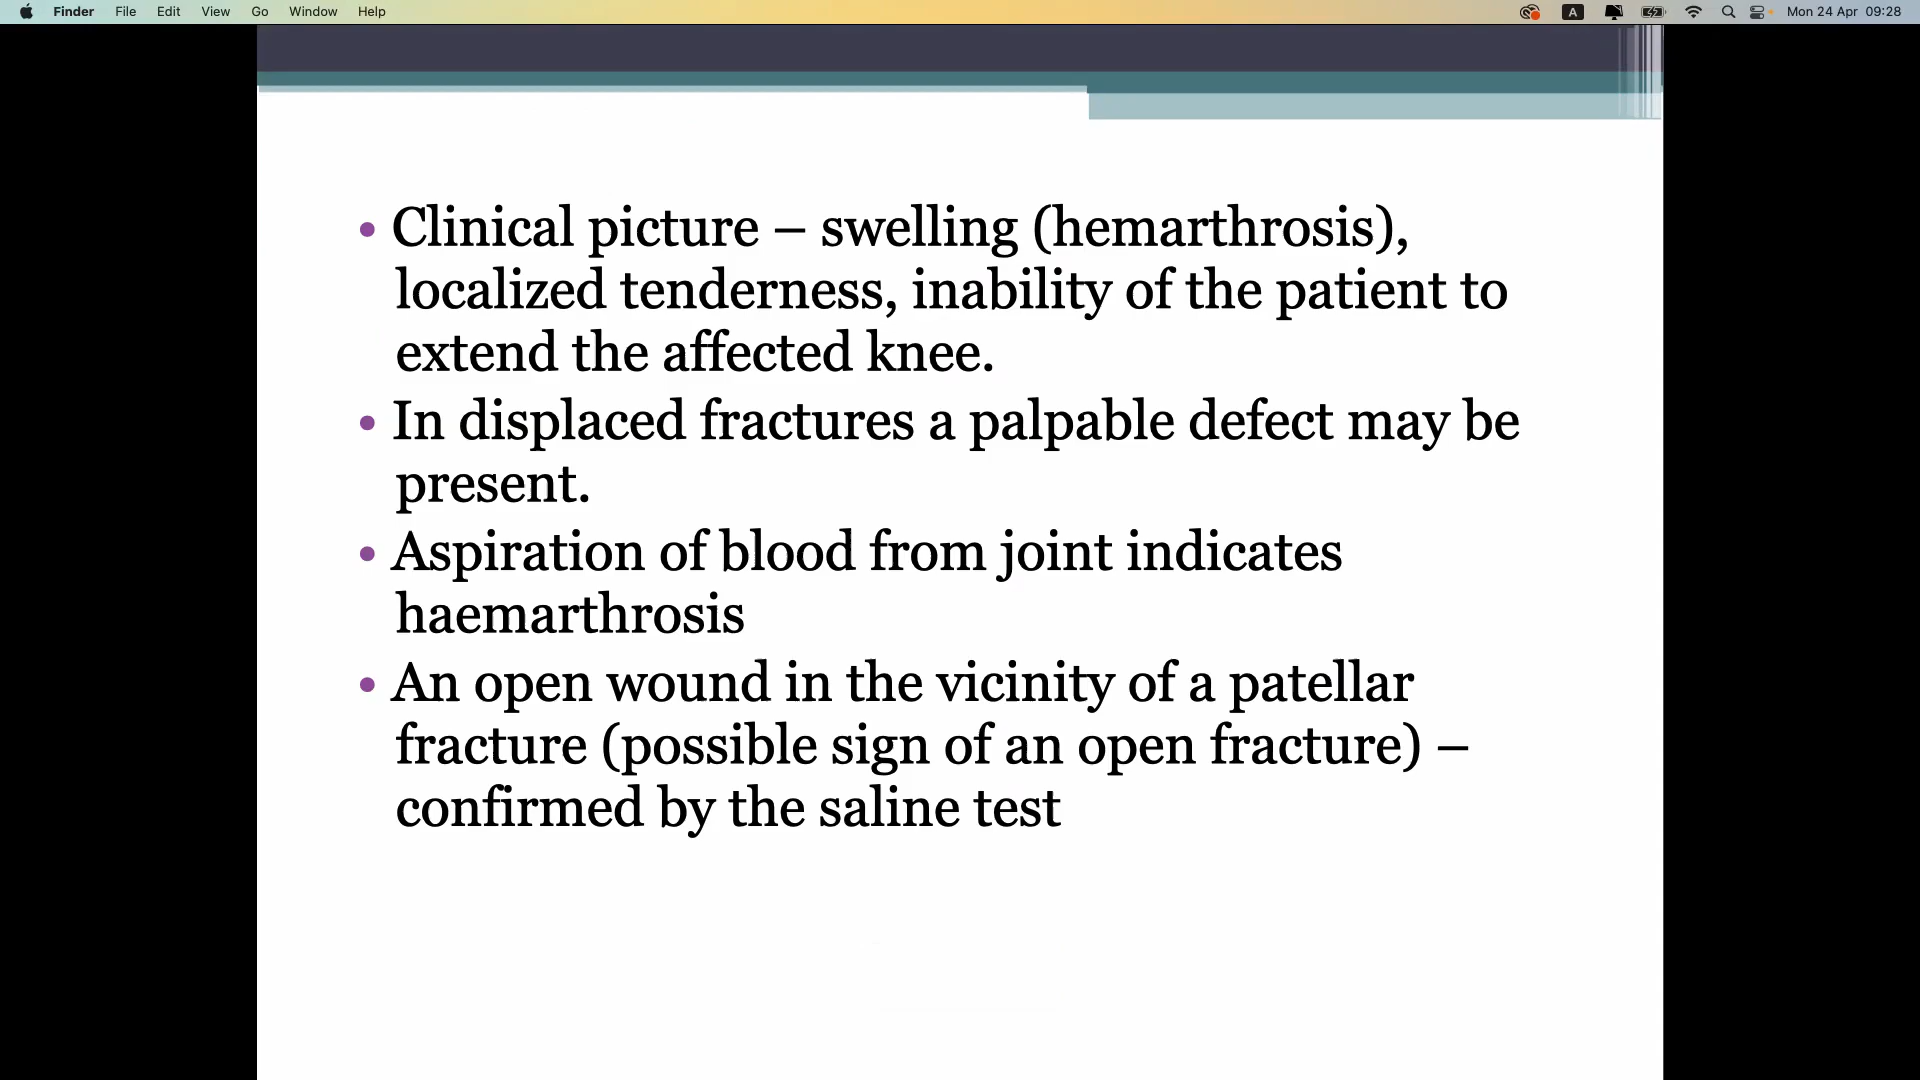 Finder File Edit View Go Window Help
A
Mon 24 Apr 09:28
• Clinical picture – swelling (hemarthrosis),
localized tenderness, inability of the patient to
extend the affected knee.
• In displaced fractures a palpable defect may be
present.
• Aspiration of blood from joint indicates
haemarthrosis
• An open wound in the vicinity of a patellar
fracture (possible sign of an open fracture) –
confirmed by the saline test